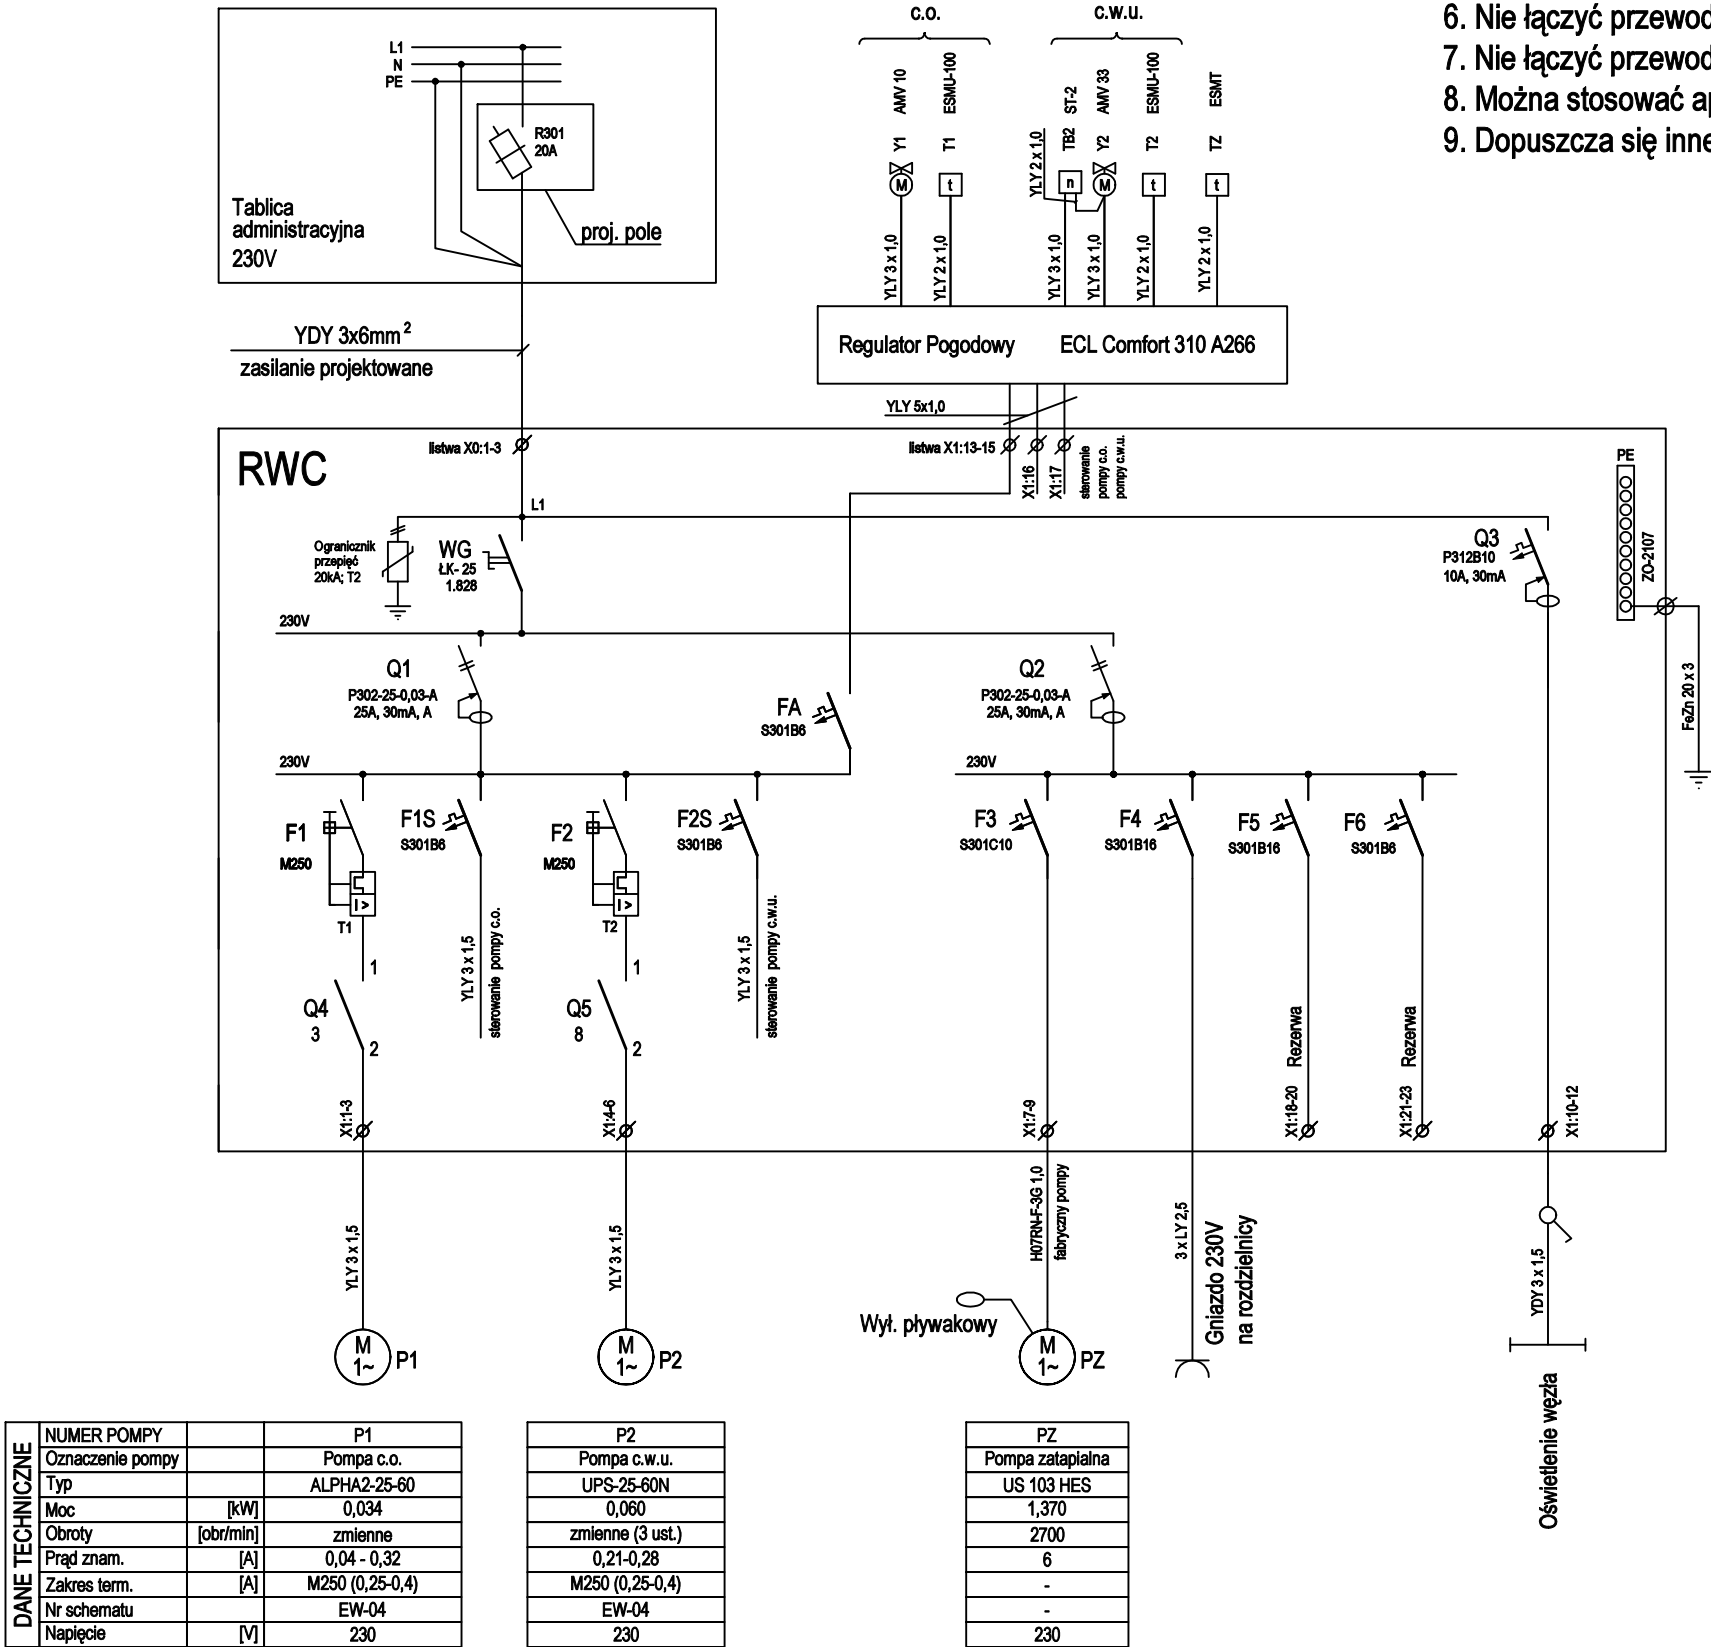 c.o.
c.w.u.
6. Nie łączyć przewod
7. Nie łączyć przewod
8. Można stosować a
9. Dopuszcza się inne
L1
N
PE
R301
20A
Tablica
administracyjna
230V
proj. pole
Y1 AMV 10
T1 ESMU-100
YLY 2 x 1,0
TB2 ST-2
Y2 AMV 33
T2 ESMU-100
TZ ESMT
M
t
n
M
t
t
YLY 3 x 1,0
YLY 2 x 1,0
YLY 3 x 1,0
YLY 3 x 1,0
YLY 2 x 1,0
YLY 2 x 1,0
YDY 3x6mm²
zasilanie projektowane
Regulator Pogodowy ECL Comfort 310 A266
YLY 5x1,0
RWC
listwa X0:1-3
listwa X1:13-15
X1:16
X1:17
sterowanie
pompy c.o.
pompy c.w.u.
PE
ZO-2107
FeZn 20 x 3
L1
Ogranicznik
przepięć
20kA; T2
WG
ŁK- 25
1.828
Q3
P312B10
10A, 30mA
230V
Q1
P302-25-0,03-A
25A, 30mA, A
FA
S301B6
Q2
P302-25-0,03-A
25A, 30mA, A
230V
230V
F1
M250
I >
T1
F1S
S301B6
F2
M250
I >
T2
F2S
S301B6
F3
S301C10
F4
S301B16
F5
S301B16
F6
S301B6
YLY 3 x 1,5
sterowanie pompy c.o.
YLY 3 x 1,5
sterowanie pompy c.w.u.
1
Q4
3
2
1
Q5
8
2
Rezerwa
Rezerwa
X1:1-3
X1:4-6
X1:7-9
X1:18-20
X1:21-23
X1:10-12
YLY 3 x 1,5
YLY 3 x 1,5
H07RN-F-3G 1,0
fabryczny pompy
3 x LY 2,5
Gniazdo 230V
na rozdzielnicy
YDY 3 x 1,5
Wył. pływakowy
M
1~
P1
M
1~
P2
M
1~
PZ
Oświetlenie węzła
DANE TECHNICZNE
NUMER POMPY P1 P2 PZ
Oznaczenie pompy Pompa c.o. Pompa c.w.u. Pompa zatapialna
Typ ALPHA2-25-60 UPS-25-60N US 103 HES
Moc [kW] 0,034 0,060 1,370
Obroty [obr/min] zmienne zmienne (3 ust.) 2700
Prąd znam. [A] 0,04 - 0,32 0,21-0,28 6
Zakres term. [A] M250 (0,25-0,4) M250 (0,25-0,4) -
Nr schematu EW-04 EW-04 -
Napięcie [V] 230 230 230